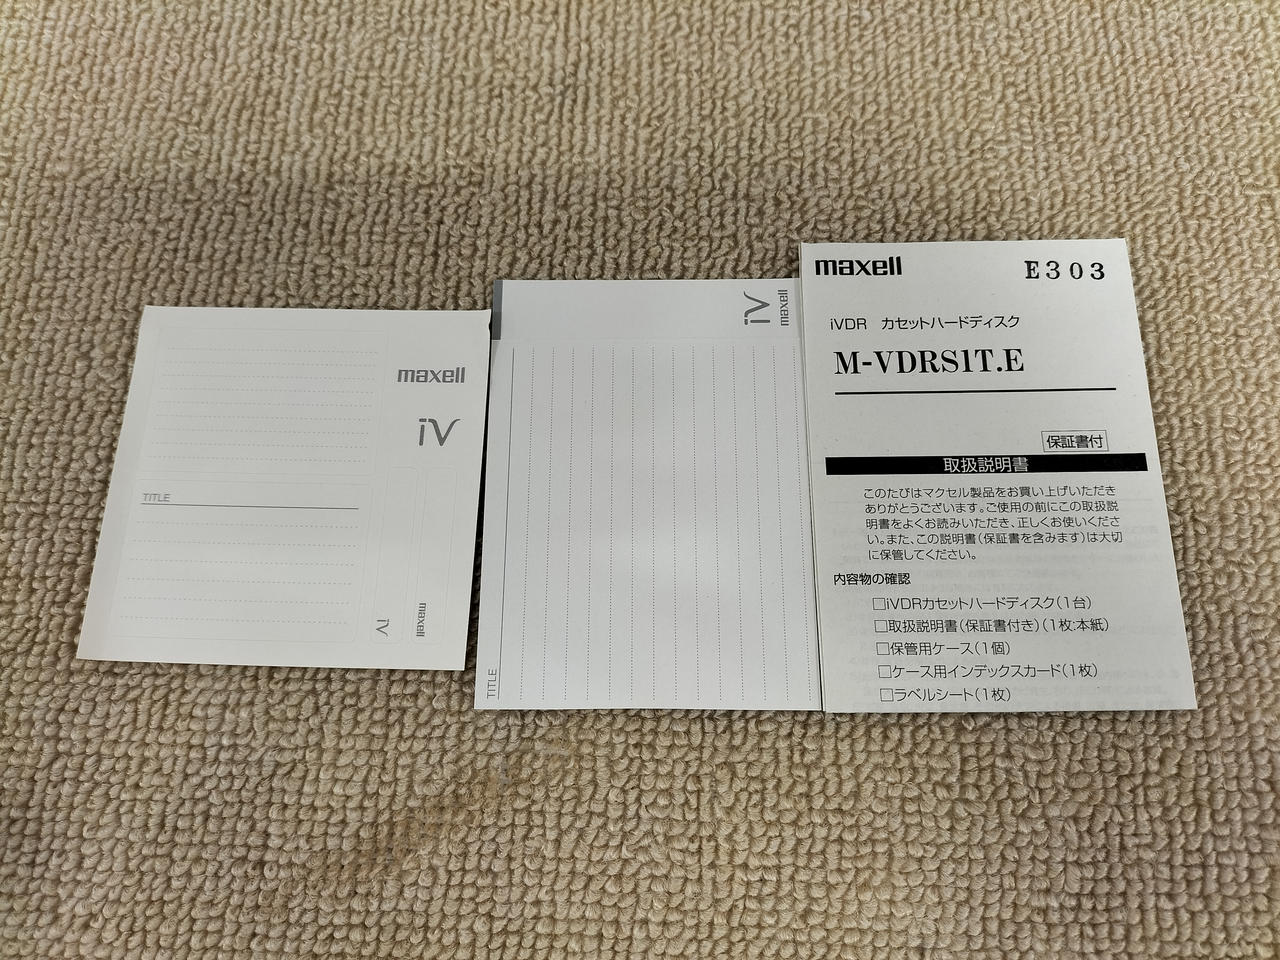 maxell
iV
TITLE
iV
maxell
iV
maxell
TITLE
maxell
E303
iVDR カセットハードディスク
M-VDRS1T.E
保証書付
取扱説明書
このたびはマクセル製品をお買い上げいただき
ありがとうございます。ご使用の前にこの取扱説
明書をよくお読みいただき、正しくお使いくださ
い。また、この説明書(保証書を含みます)は大切
に保管してください。
内容物の確認
□iVDRカセットハードディスク(1台)
□取扱説明書(保証書付き)(1枚:本紙)
□保管用ケース(1個)
□ケース用インデックスカード(1枚)
□ラベルシート(1枚)